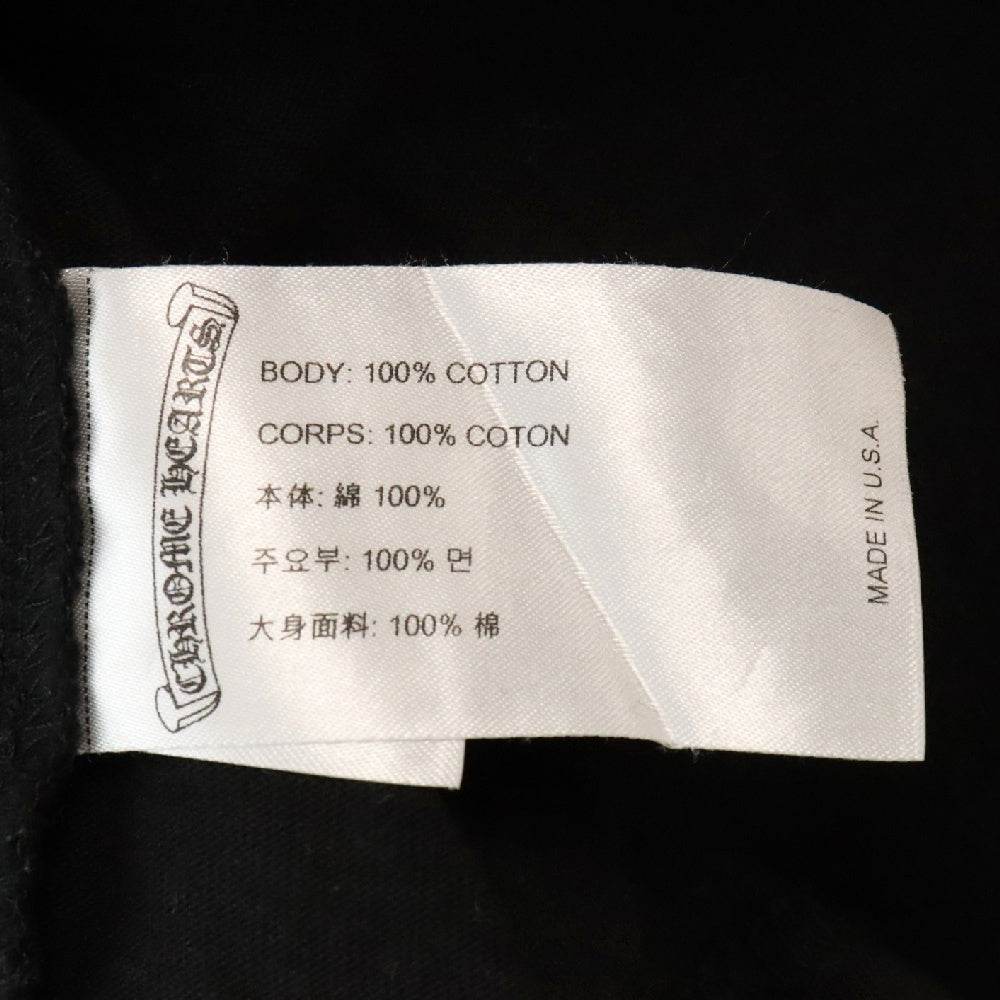 CHROME HEARTS
BODY: 100% COTTON
CORPS: 100% COTON
本体: 綿 100%
주요부: 100% 면
大身面料: 100% 棉
MADE IN U.S.A.